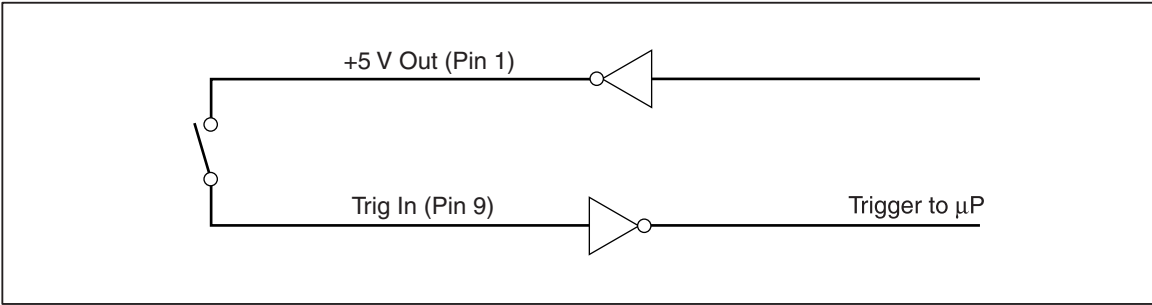 +5 V Out (Pin 1)
Trig In (Pin 9)
Trigger to µP